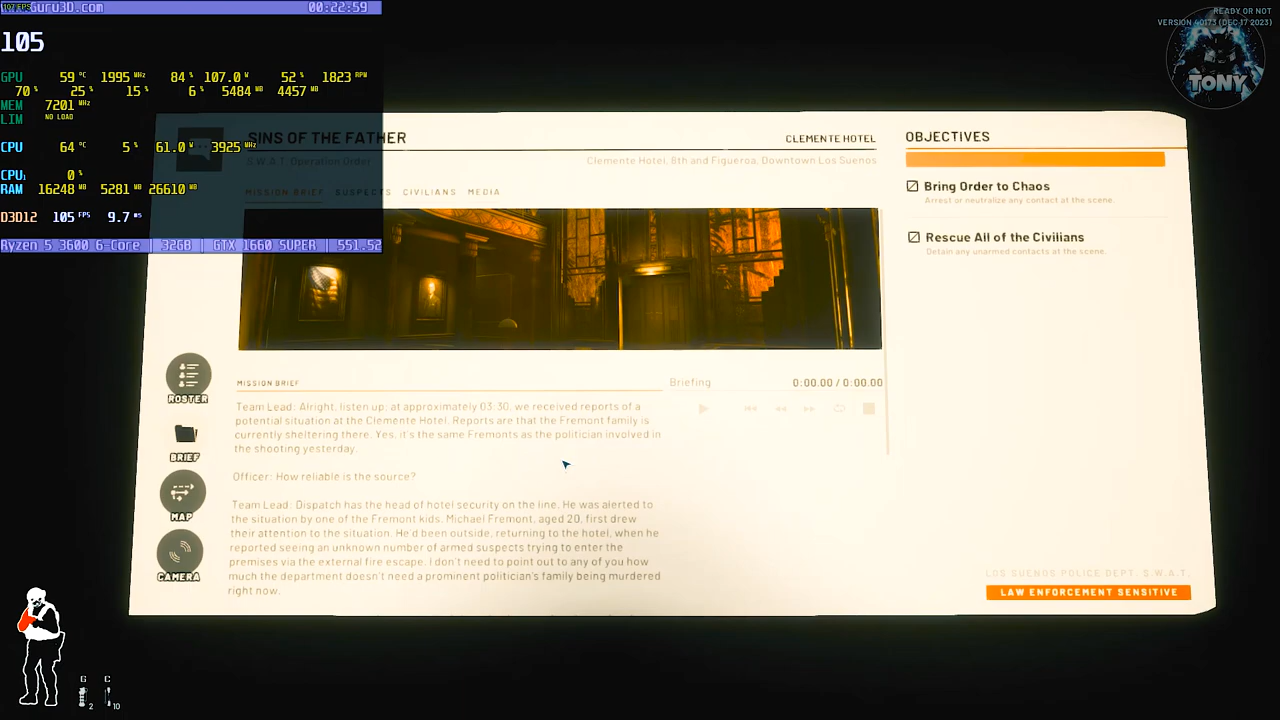 107 FPS
www.Guru3D.com 00:22:59
105
GPU 59 °C 1995 MHz 84 % 107.0 W 52 % 1823 RPM
70 % 25 % 15 % 6 % 5484 MB 4457 MB
MEM 7201 MHz
LIM NO LOAD
CPU 64 °C 5 % 61.0 W 3925 MHz
CPU₁ 0 %
RAM 16248 MB 5281 MB 26610 MB
D3D12 105 FPS 9.7 ms
Ryzen 5 3600 6-Core | 32GB | GTX 1660 SUPER | 551.52
READY OR NOT
VERSION 40173 (DEC 17 2023)
TONY
SINS OF THE FATHER
CLEMENTE HOTEL
S.W.A.T. Operation Order
Clemente Hotel, 8th and Figueroa, Downtown Los Suenos
MISSION BRIEF SUSPECTS CIVILIANS MEDIA
OBJECTIVES
Bring Order to Chaos
Arrest or neutralize any contact at the scene.
Rescue All of the Civilians
Detain any unarmed contacts at the scene.
ROSTER
BRIEF
MAP
CAMERA
MISSION BRIEF
Team Lead: Alright, listen up; at approximately 03:30, we received reports of a
potential situation at the Clemente Hotel. Reports are that the Fremont family is
currently sheltering there. Yes, it's the same Fremonts as the politician involved in
the shooting yesterday.
Officer: How reliable is the source?
Team Lead: Dispatch has the head of hotel security on the line. He was alerted to
the situation by one of the Fremont kids. Michael Fremont, aged 20, first drew
their attention to the situation. He'd been outside, returning to the hotel, when he
reported seeing an unknown number of armed suspects trying to enter the
premises via the external fire escape. I don't need to point out to any of you how
much the department doesn't need a prominent politician's family being murdered
right now.
Briefing 0:00.00 / 0:00.00
LOS SUENOS POLICE DEPT. S.W.A.T.
LAW ENFORCEMENT SENSITIVE
G C
2 10